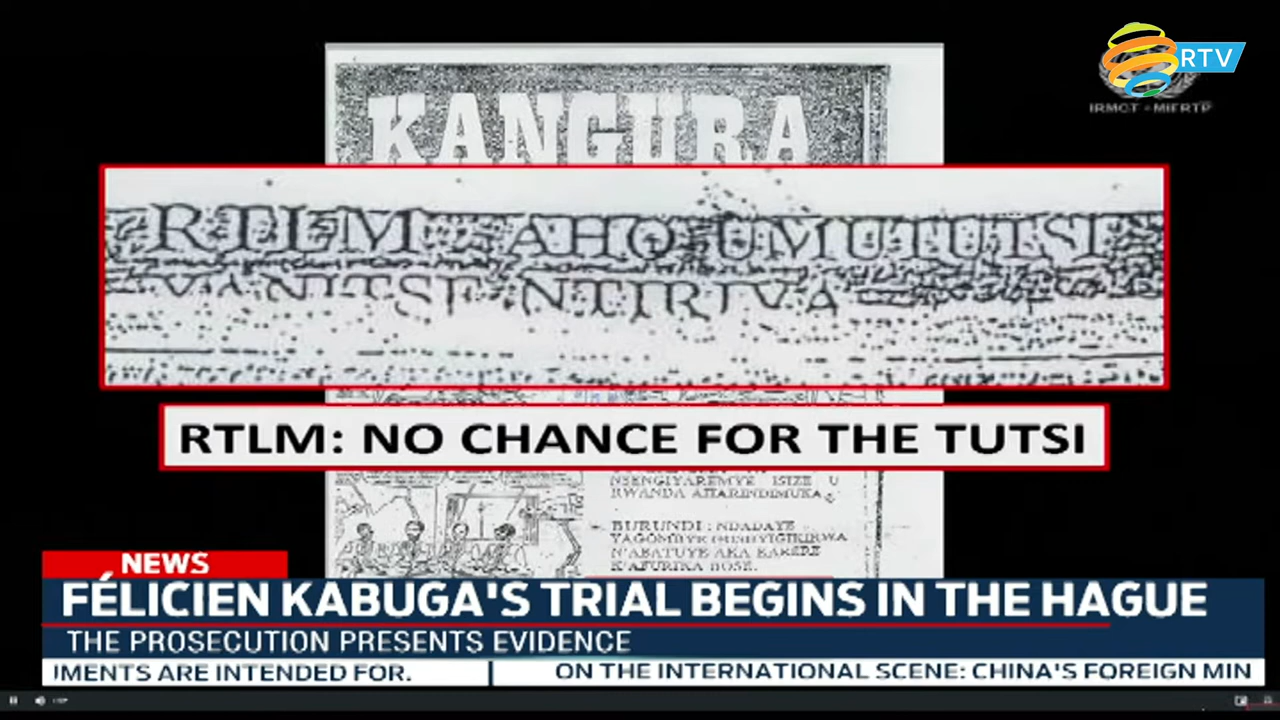 RTV
IRMCT - MIFRTP
KANGURA
RTLM AHO UMUTUTSI
YANITSE NTIRIVA
RTLM: NO CHANCE FOR THE TUTSI
NSENGIYAREMYE ISIZE U
RWANDA AHARINDIMUKA
BURUNDI : NDADAYE
N'ABATUYE AKA KARERE
K'AFURIKA HOSE.
NEWS
FÉLICIEN KABUGA'S TRIAL BEGINS IN THE HAGUE
THE PROSECUTION PRESENTS EVIDENCE
IMENTS ARE INTENDED FOR. ON THE INTERNATIONAL SCENE: CHINA'S FOREIGN MIN